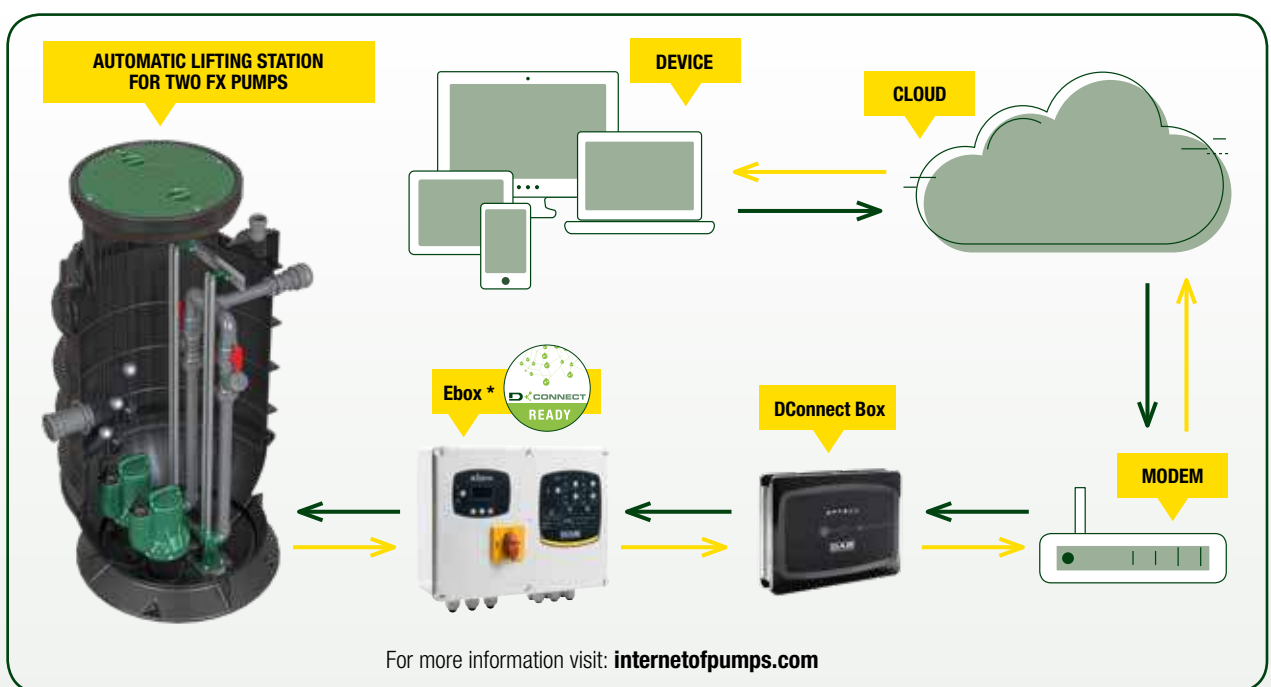 AUTOMATIC LIFTING STATION
FOR TWO FX PUMPS
DEVICE
CLOUD
Ebox *
D CONNECT
READY
DConnect Box
MODEM
DAB
For more information visit: internetofpumps.com